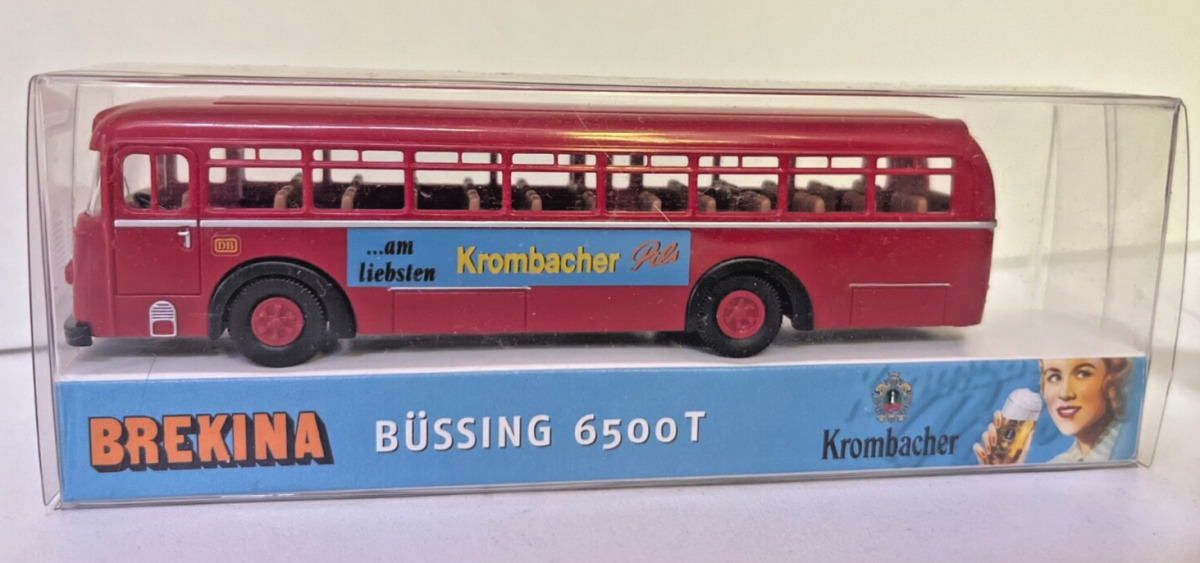 DB
...am
liebsten
Krombacher Pils
BREKINA
BÜSSING 6500T
Krombacher